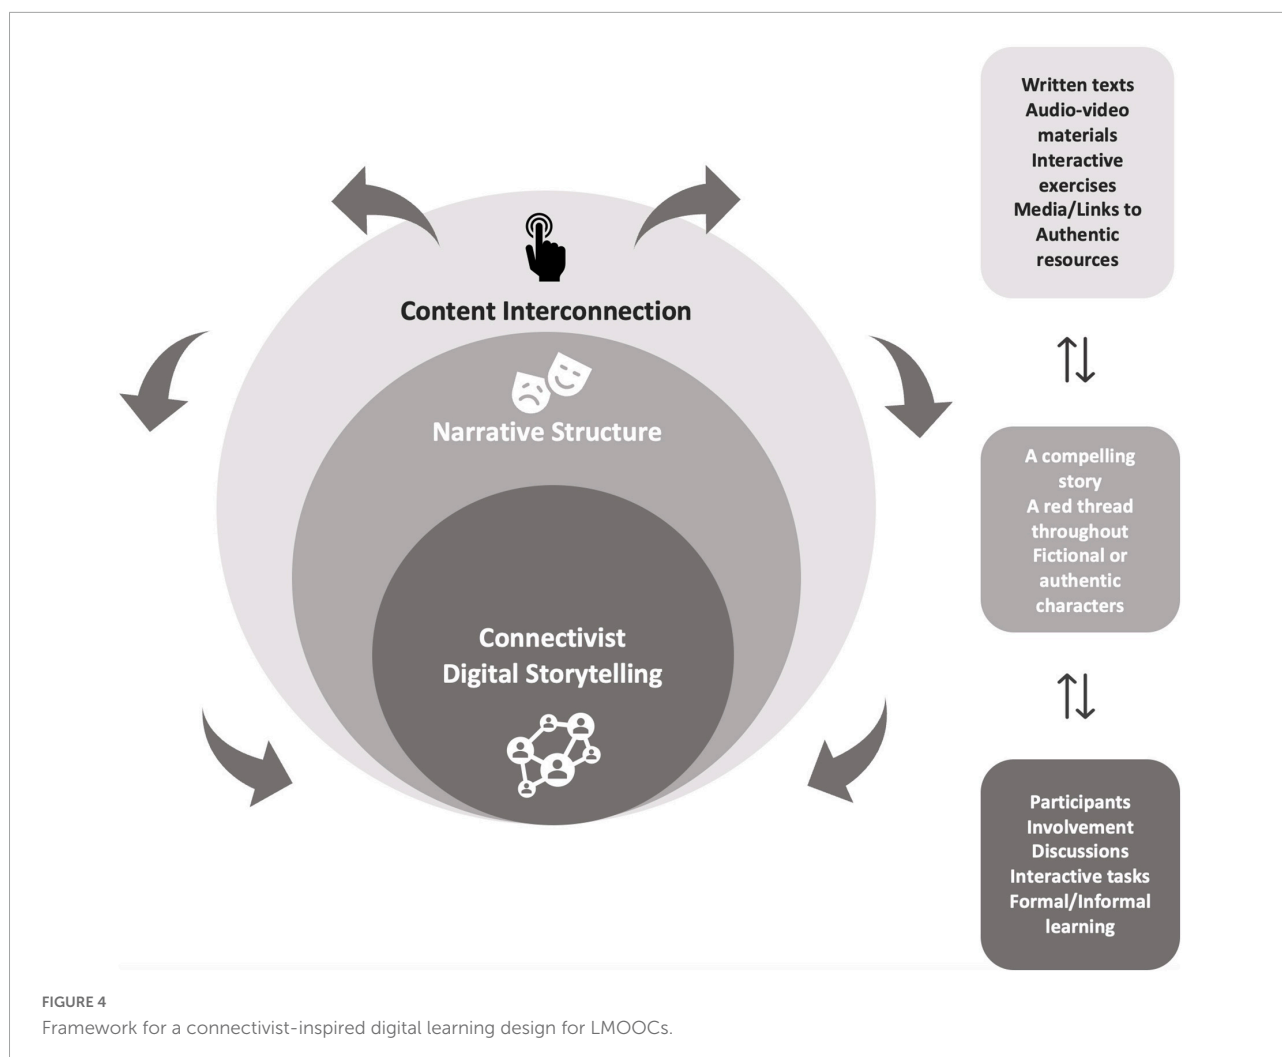 Content Interconnection
Narrative Structure
Connectivist
Digital Storytelling
Written texts
Audio-video
materials
Interactive
exercises
Media/Links to
Authentic
resources
A compelling
story
A red thread
throughout
Fictional or
authentic
characters
Participants
Involvement
Discussions
Interactive tasks
Formal/Informal
learning
FIGURE 4
Framework for a connectivist-inspired digital learning design for LMOOCs.